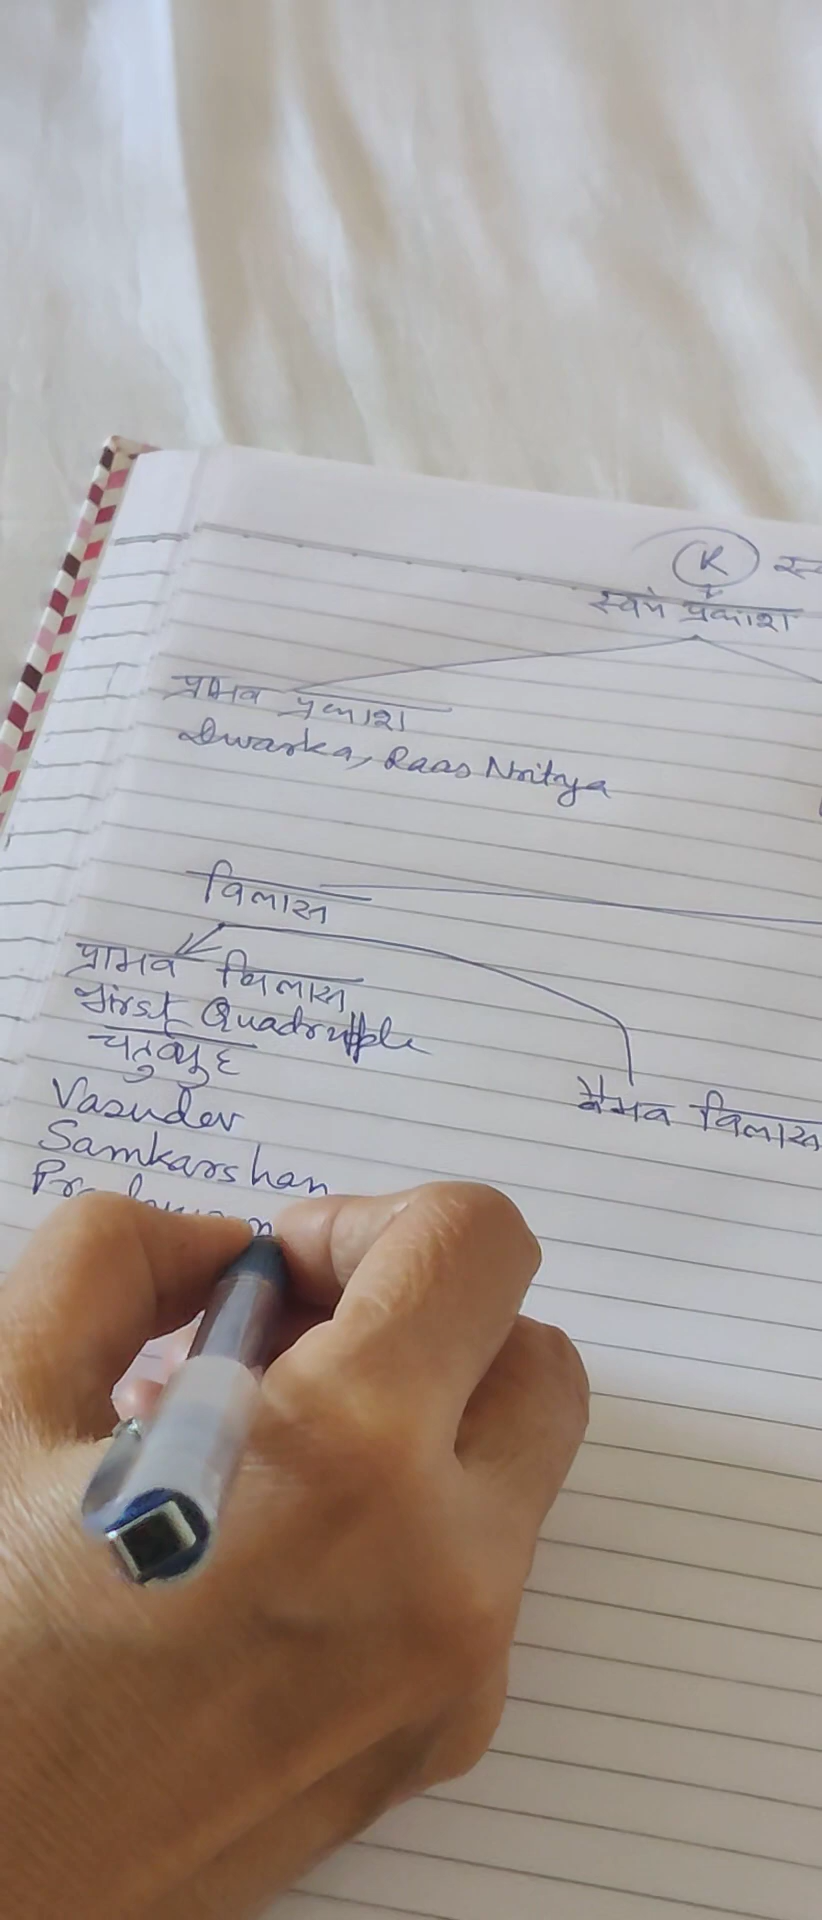 K
स्वयं प्रकाश
प्राभव प्रकाश
Dwarka, Raas Nritya
विलास
प्राभव विलास
First Quadruple
चतुर्व्युह
Vasudev
Samkarshan
वैभव विलास